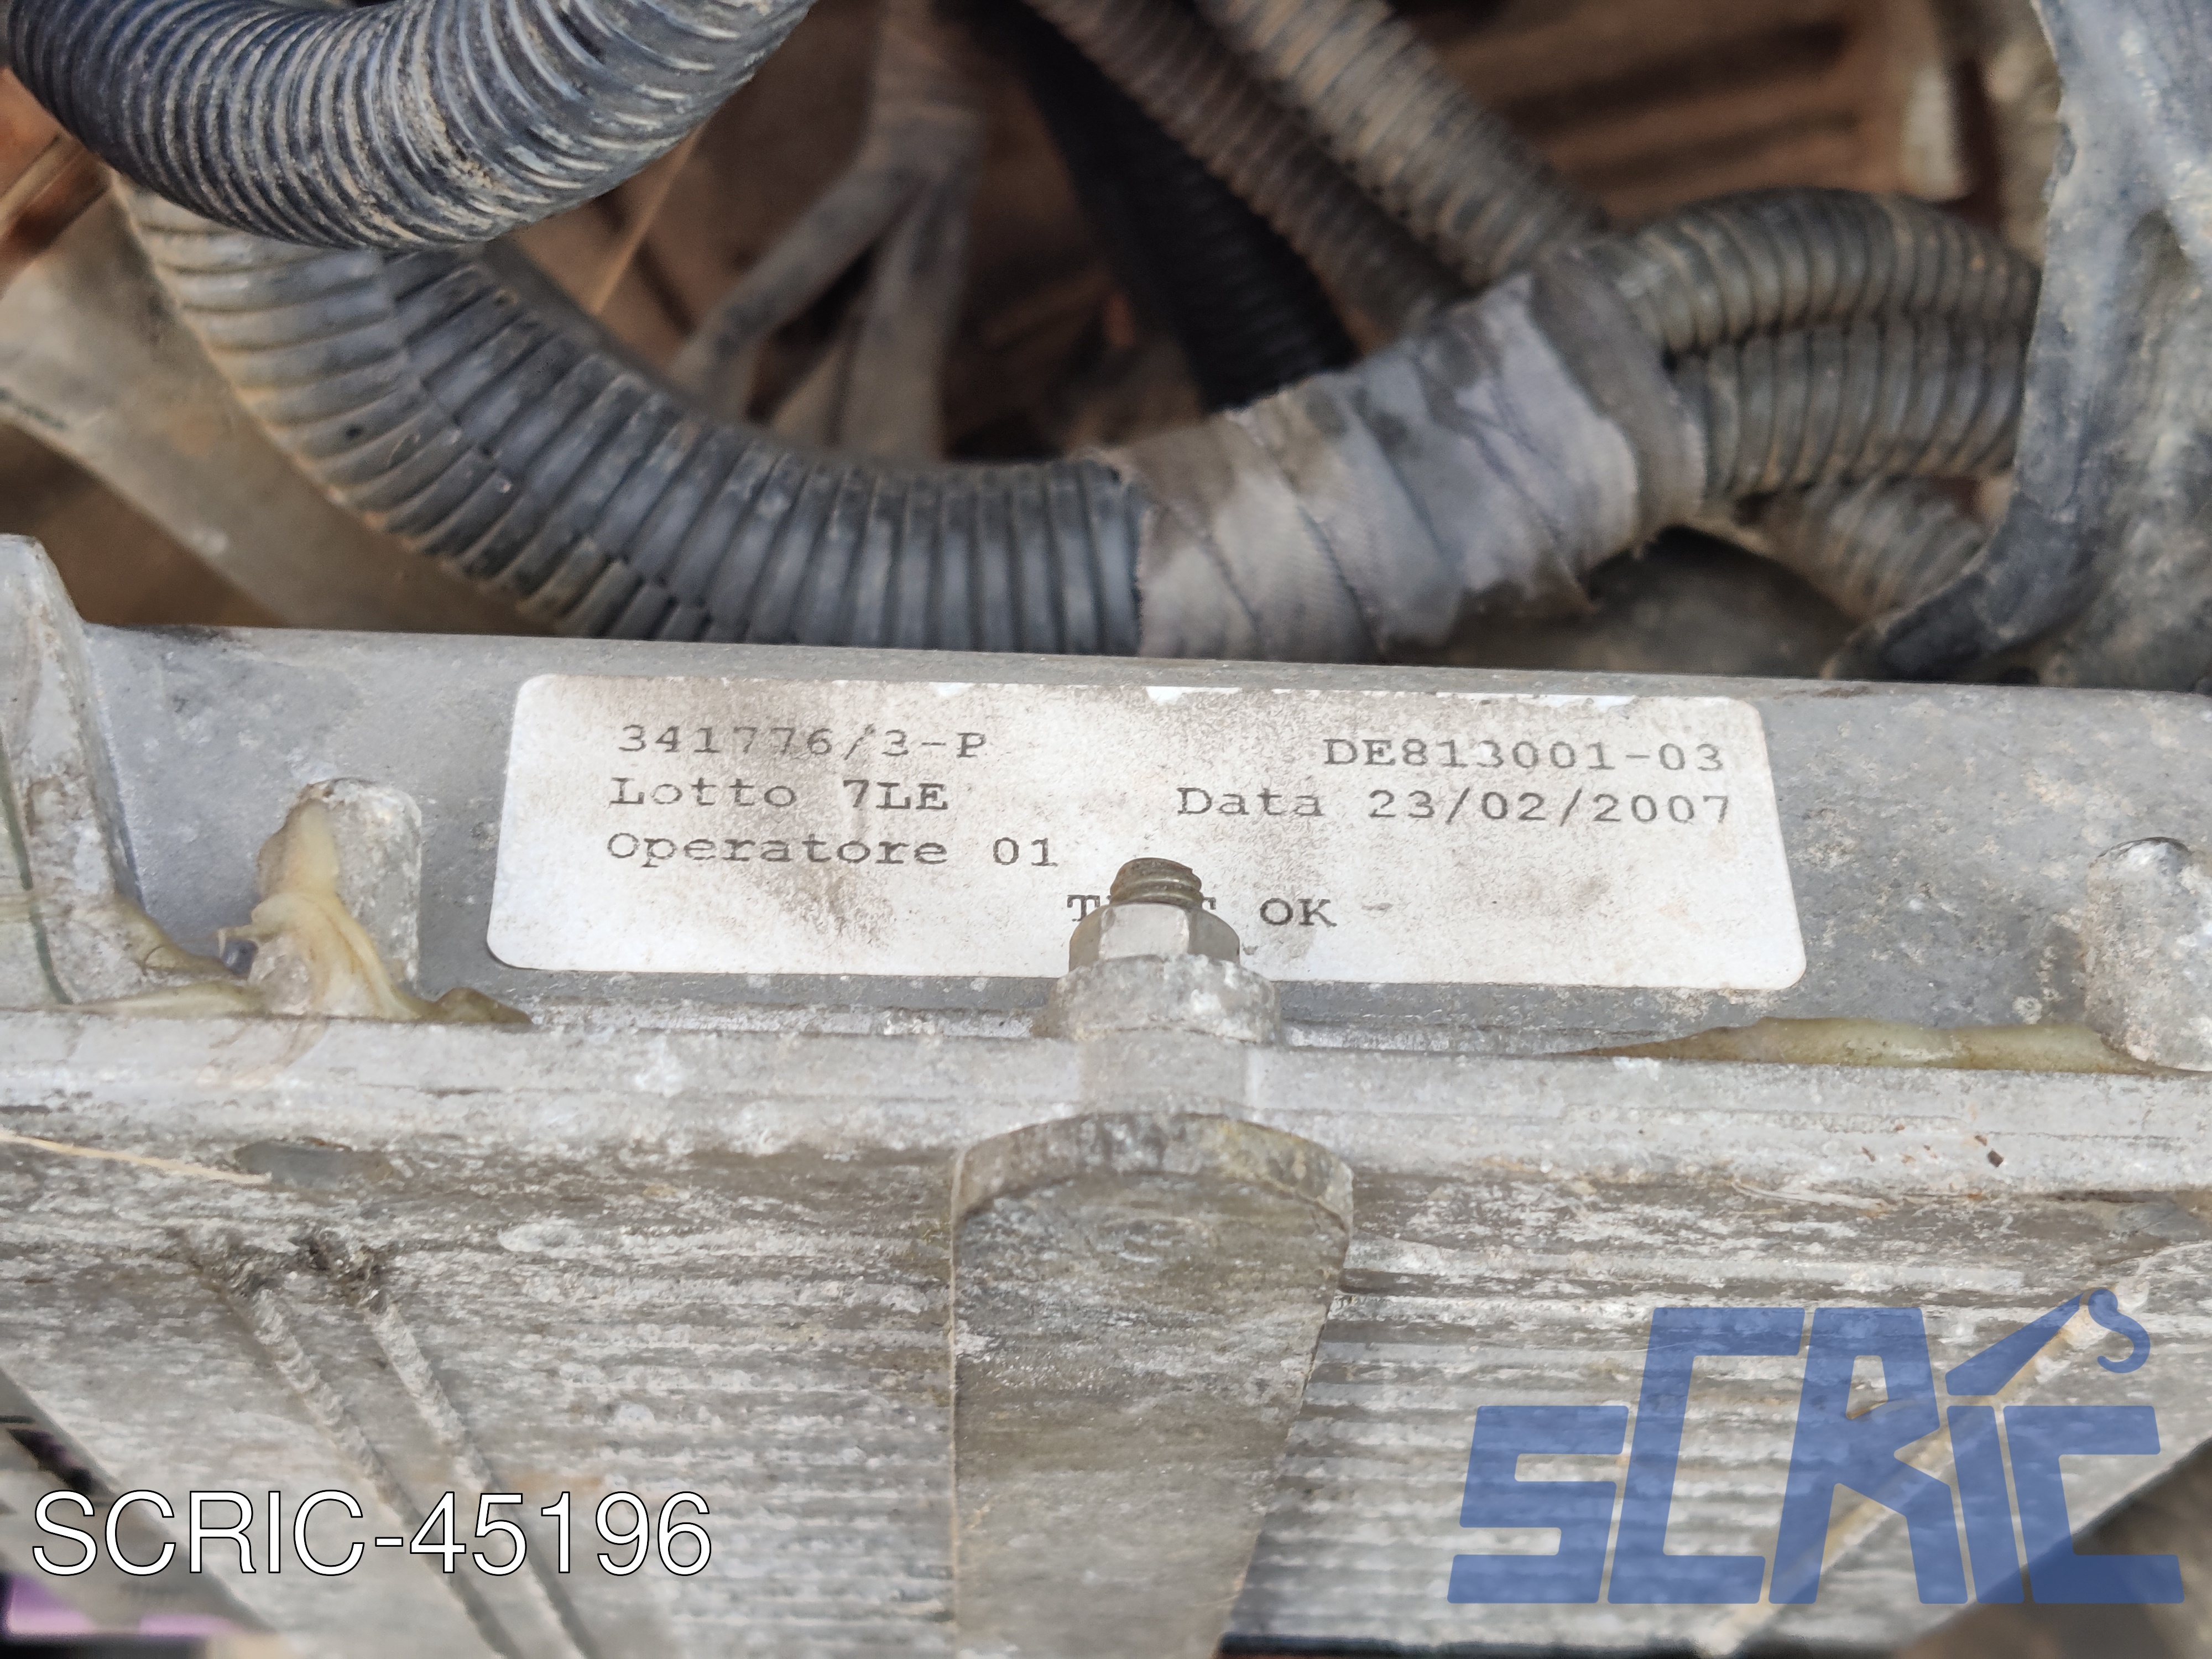 341776/3-P DE813001-03
Lotto 7LE Data 23/02/2007
Operatore 01
OK
SCRIC
SCRIC-45196